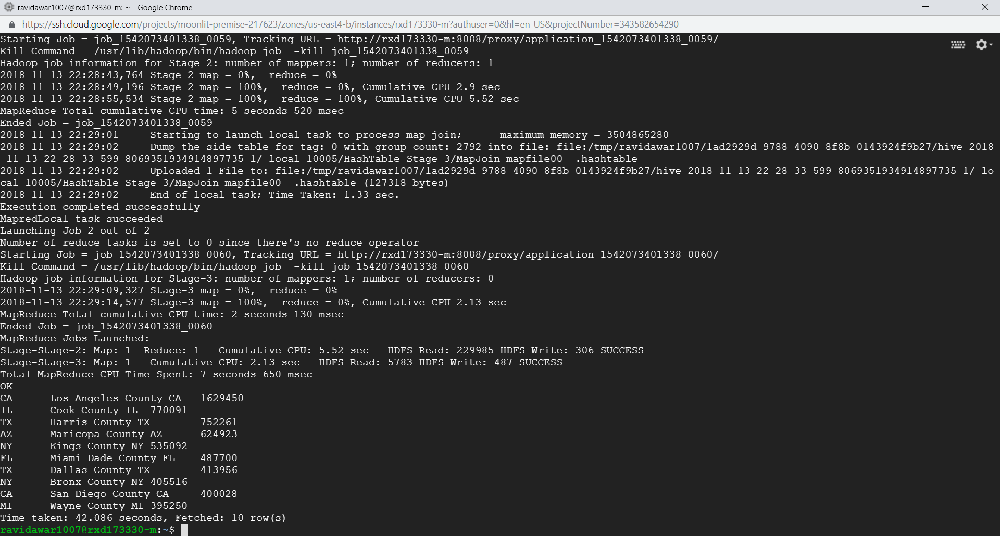 ravidawar1007@rxd173330-m: ~ - Google Chrome
https://ssh.cloud.google.com/projects/moonlit-premise-217623/zones/us-east4-b/instances/rxd173330-m?authuser=0&hl=en_US&projectNumber=343582654290
Starting Job = job_1542073401338_0059, Tracking URL = http://rxd173330-m:8088/proxy/application_1542073401338_0059/
Kill Command = /usr/lib/hadoop/bin/hadoop job  -kill job_1542073401338_0059
Hadoop job information for Stage-2: number of mappers: 1; number of reducers: 1
2018-11-13 22:28:43,764 Stage-2 map = 0%,  reduce = 0%
2018-11-13 22:28:49,196 Stage-2 map = 100%,  reduce = 0%, Cumulative CPU 2.9 sec
2018-11-13 22:28:55,534 Stage-2 map = 100%,  reduce = 100%, Cumulative CPU 5.52 sec
MapReduce Total cumulative CPU time: 5 seconds 520 msec
Ended Job = job_1542073401338_0059
2018-11-13 22:29:01     Starting to launch local task to process map join;      maximum memory = 3504865280
2018-11-13 22:29:02     Dump the side-table for tag: 0 with group count: 2792 into file: file:/tmp/ravidawar1007/1ad2929d-9788-4090-8f8b-0143924f9b27/hive_2018
-11-13_22-28-33_599_8069351934914897735-1/-local-10005/HashTable-Stage-3/MapJoin-mapfile00--.hashtable
2018-11-13 22:29:02     Uploaded 1 File to: file:/tmp/ravidawar1007/1ad2929d-9788-4090-8f8b-0143924f9b27/hive_2018-11-13_22-28-33_599_8069351934914897735-1/-lo
cal-10005/HashTable-Stage-3/MapJoin-mapfile00--.hashtable (127318 bytes)
2018-11-13 22:29:02     End of local task; Time Taken: 1.33 sec.
Execution completed successfully
MapredLocal task succeeded
Launching Job 2 out of 2
Number of reduce tasks is set to 0 since there's no reduce operator
Starting Job = job_1542073401338_0060, Tracking URL = http://rxd173330-m:8088/proxy/application_1542073401338_0060/
Kill Command = /usr/lib/hadoop/bin/hadoop job  -kill job_1542073401338_0060
Hadoop job information for Stage-3: number of mappers: 1; number of reducers: 0
2018-11-13 22:29:09,327 Stage-3 map = 0%,  reduce = 0%
2018-11-13 22:29:14,577 Stage-3 map = 100%,  reduce = 0%, Cumulative CPU 2.13 sec
MapReduce Total cumulative CPU time: 2 seconds 130 msec
Ended Job = job_1542073401338_0060
MapReduce Jobs Launched:
Stage-Stage-2: Map: 1  Reduce: 1   Cumulative CPU: 5.52 sec   HDFS Read: 229985 HDFS Write: 306 SUCCESS
Stage-Stage-3: Map: 1   Cumulative CPU: 2.13 sec   HDFS Read: 5783 HDFS Write: 487 SUCCESS
Total MapReduce CPU Time Spent: 7 seconds 650 msec
OK
CA      Los Angeles County CA   1629450
IL      Cook County IL  770091
TX      Harris County TX        752261
AZ      Maricopa County AZ      624923
NY      Kings County NY 535092
FL      Miami-Dade County FL    487700
TX      Dallas County TX        413956
NY      Bronx County NY 405516
CA      San Diego County CA     400028
MI      Wayne County MI 395250
Time taken: 42.086 seconds, Fetched: 10 row(s)
ravidawar1007@rxd173330-m:~$